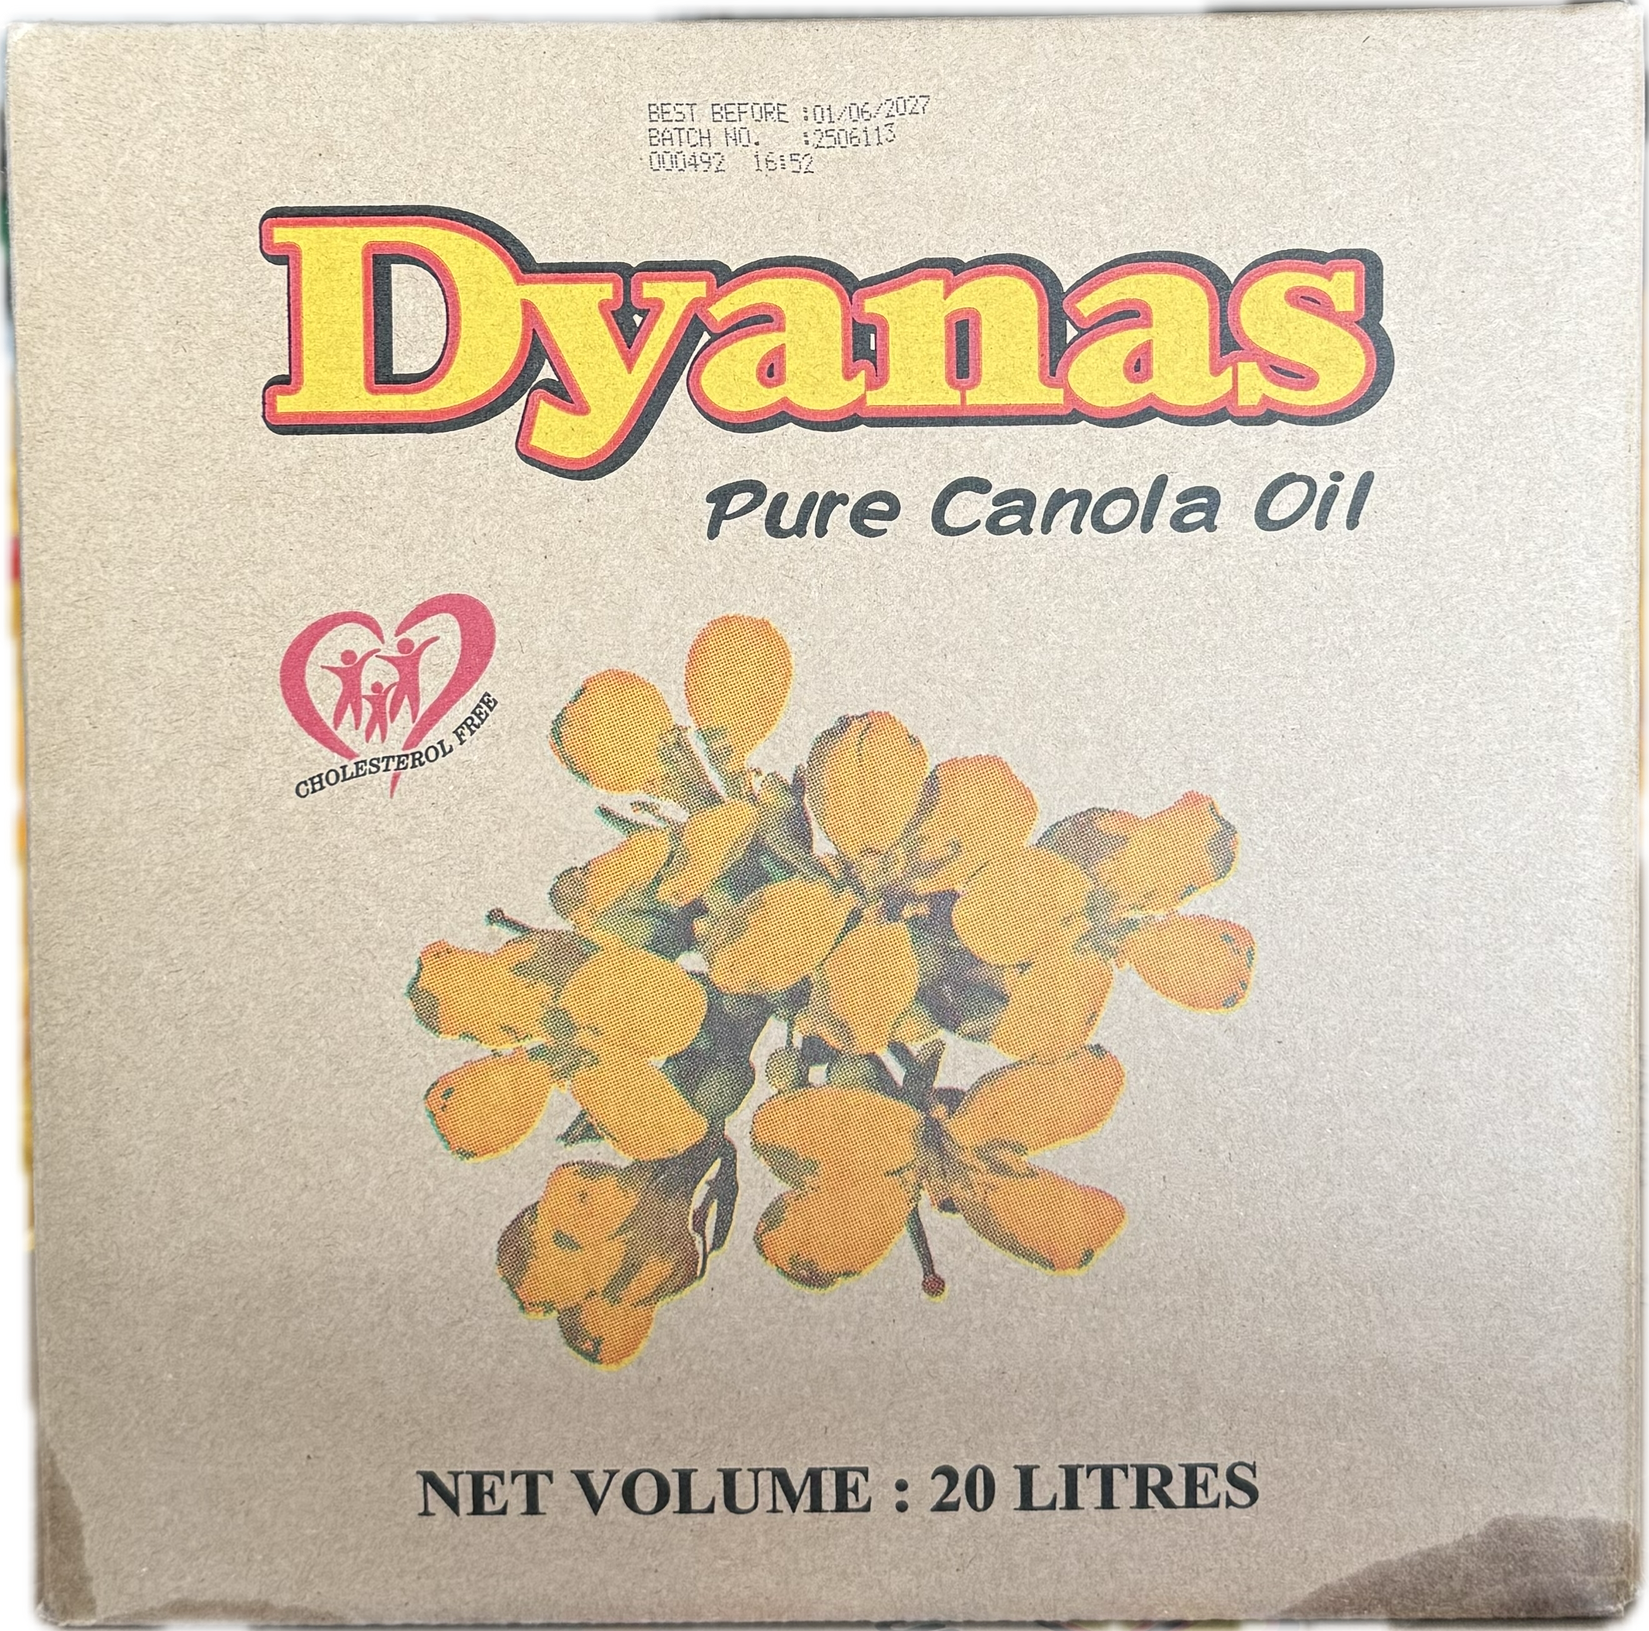 BEST BEFORE :01/06/2027
BATCH NO. :2506113
000492 16:52
Dyanas
Pure Canola Oil
CHOLESTEROL FREE
NET VOLUME : 20 LITRES